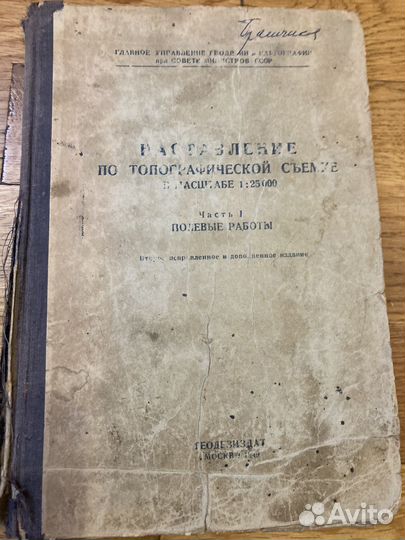 ГЛАВНОЕ УПРАВЛЕНИЕ ГЕОДЕЗИИ и КАРТОГРАФИИ
при СОВЕТЕ МИНИСТРОВ СССР
НАСТАВЛЕНИЕ
ПО ТОПОГРАФИЧЕСКОЙ СЪЕМКЕ
В МАСШТАБЕ 1:25000
Часть I
ПОЛЕВЫЕ РАБОТЫ
Второе исправленное и дополненное издание
ГЕОДЕЗИЗДАТ
МОСКВА
Avito